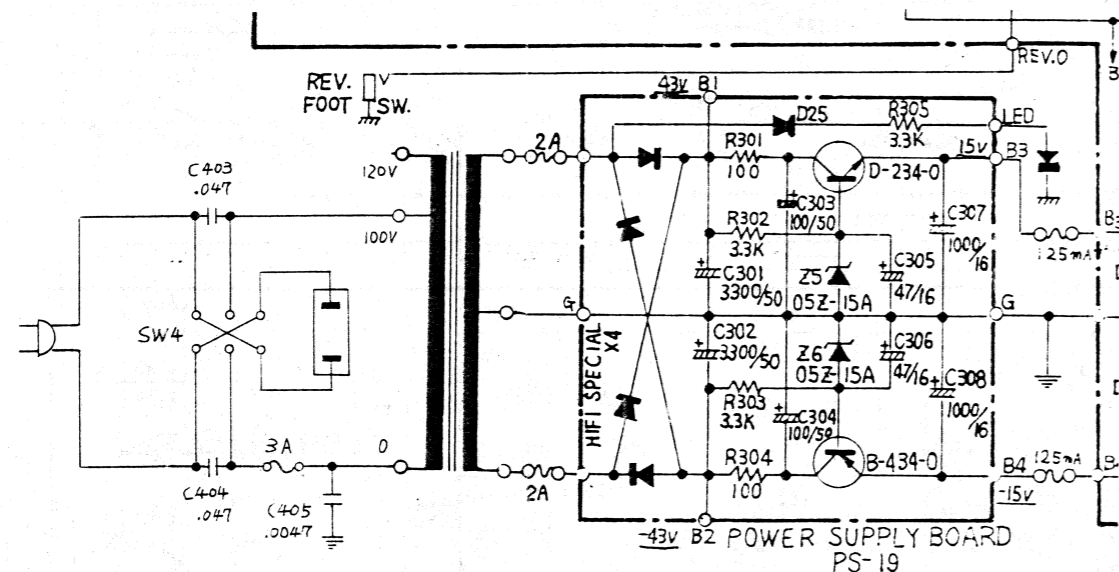 REV.O
REV.
FOOT SW.
43V B1
D25
R305
3.3K
LED
2A
R301
100
15V
B3
120V
C403
.047
D-234-O
C303
100/50
100V
R302
3.3K
C307
1000/16
125mA
C301
3300/50
Z5
05Z-15A
C305
47/16
G
G
SW4
HIFI SPECIAL
X4
C302
3300/50
Z6
05Z-15A
C306
47/16
R303
3.3K
C304
100/50
C308
1000/16
3A
0
R304
100
B-434-O
B4
125mA
-15V
C404
.047
C405
.0047
2A
-43V B2
POWER SUPPLY BOARD
PS-19